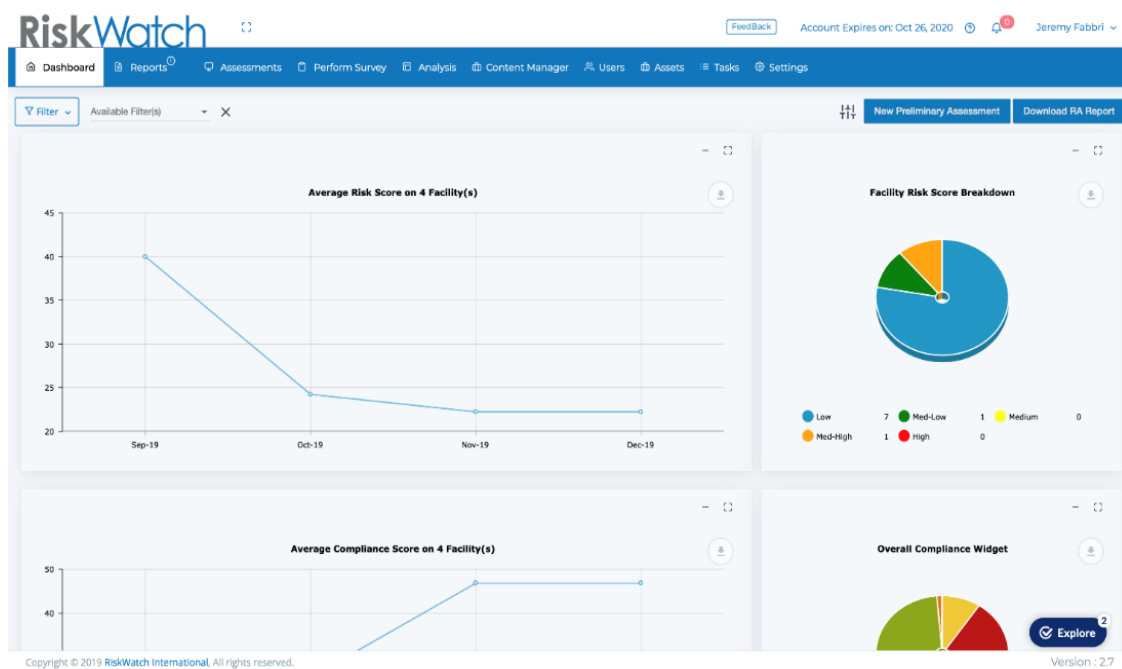 RiskWatch
FeedBack
Account Expires on: Oct 26, 2020
0
Jeremy Fabbri
Dashboard
Reports
Assessments
Perform Survey
Analysis
Content Manager
Users
Assets
Tasks
Settings
Filter
Available Filter(s)
New Preliminary Assessment
Download RA Report
Average Risk Score on 4 Facility(s)
45
40
35
30
25
20
Sep-19
Oct-19
Nov-19
Dec-19
Facility Risk Score Breakdown
Low 7 Med-Low 1 Medium 0
Med-High 1 High 0
Average Compliance Score on 4 Facility(s)
50
40
Overall Compliance Widget
Explore
2
Copyright © 2019 RiskWatch International, All rights reserved.
Version : 2.7